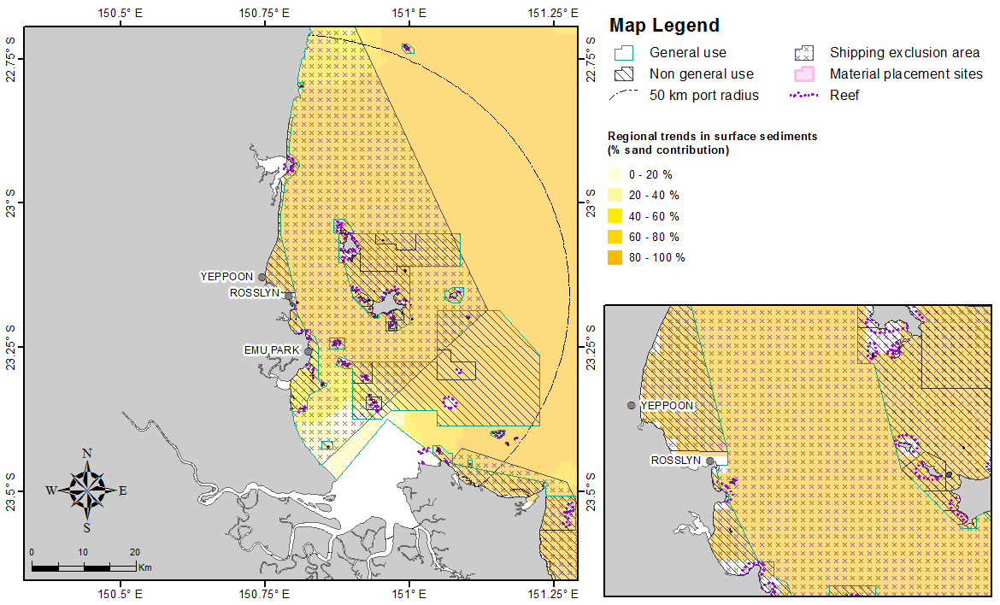 150.5° E 150.75° E 151° E 151.25° E
Map Legend
General use
Shipping exclusion area
Non general use
Material placement sites
50 km port radius
Reef
Regional trends in surface sediments
(% sand contribution)
0 - 20 %
20 - 40 %
40 - 60 %
60 - 80 %
80 - 100 %
22.75° S
22.75° S
23° S
23° S
YEPPOON
ROSSLYN
EMU PARK
23.25° S
23.25° S
23.5° S
23.5° S
N
W E
S
0 10 20
Km
150.5° E 150.75° E 151° E 151.25° E
YEPPOON
ROSSLYN